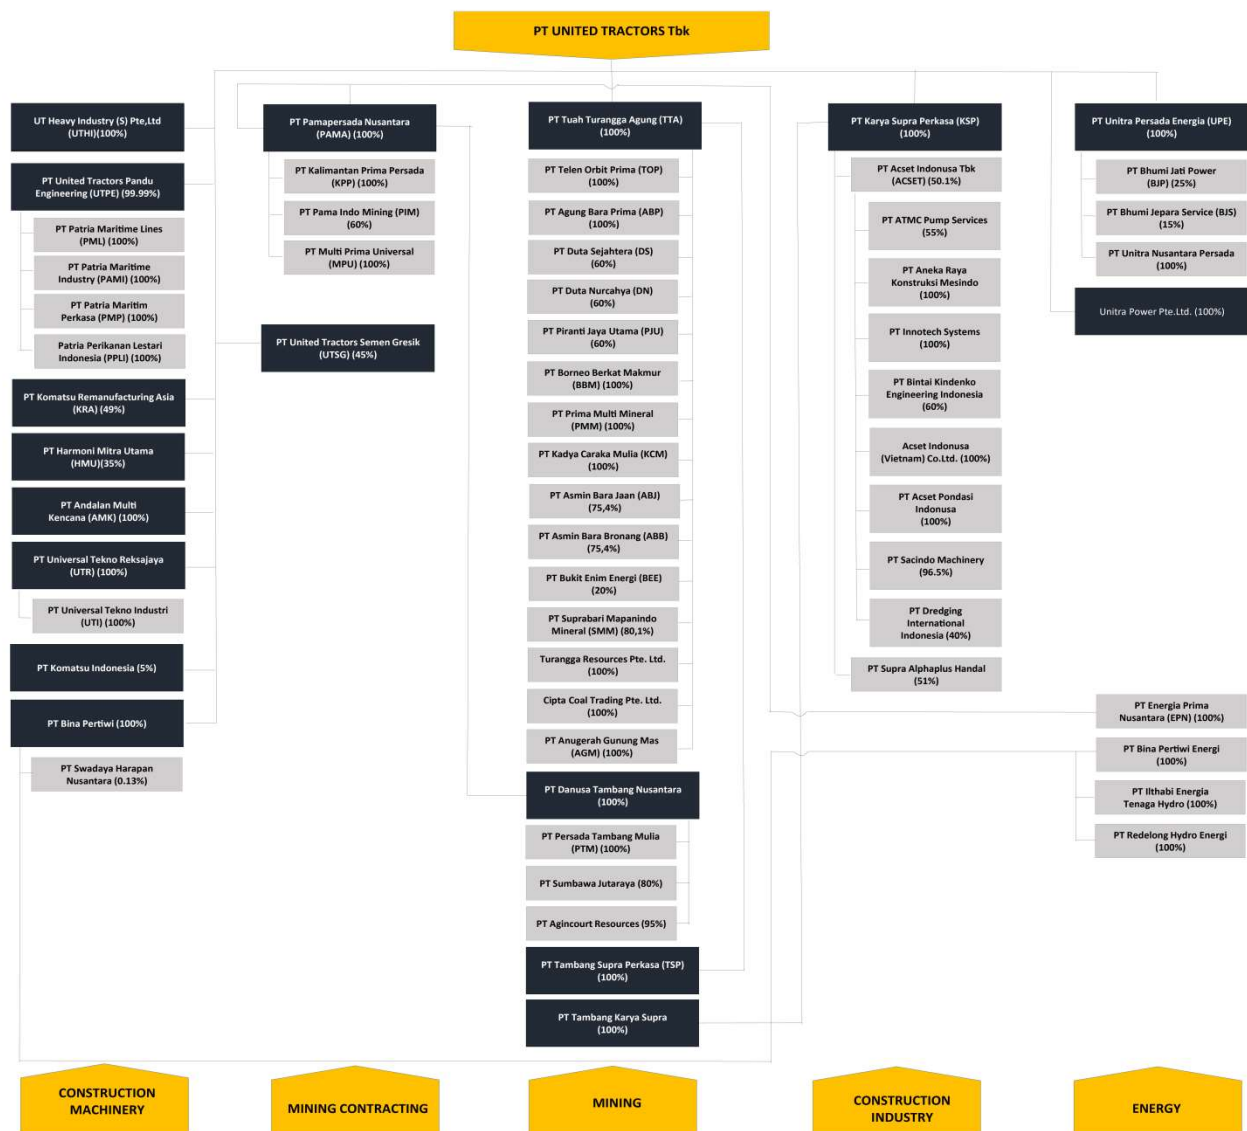 PT UNITED TRACTORS Tbk
UT Heavy Industry (S) Pte,Ltd
(UTHI)(100%)
PT United Tractors Pandu
Engineering (UTPE) (99.99%)
PT Patria Maritime Lines
(PML) (100%)
PT Patria Maritime
Industry (PAMI) (100%)
PT Patria Maritim
Perkasa (PMP) (100%)
Patria Perikanan Lestari
Indonesia (PPLI) (100%)
PT Komatsu Remanufacturing Asia
(KRA) (49%)
PT Harmoni Mitra Utama
(HMU)(35%)
PT Andalan Multi
Kencana (AMK) (100%)
PT Universal Tekno Reksajaya
(UTR) (100%)
PT Universal Tekno Industri
(UTI) (100%)
PT Komatsu Indonesia (5%)
PT Bina Pertiwi (100%)
PT Swadaya Harapan
Nusantara (0.13%)
PT Pamapersada Nusantara
(PAMA) (100%)
PT Kalimantan Prima Persada
(KPP) (100%)
PT Pama Indo Mining (PIM)
(60%)
PT Multi Prima Universal
(MPU) (100%)
PT United Tractors Semen Gresik
(UTSG) (45%)
PT Tuah Turangga Agung (TTA)
(100%)
PT Telen Orbit Prima (TOP)
(100%)
PT Agung Bara Prima (ABP)
(100%)
PT Duta Sejahtera (DS)
(60%)
PT Duta Nurcahya (DN)
(60%)
PT Piranti Jaya Utama (PJU)
(60%)
PT Borneo Berkat Makmur
(BBM) (100%)
PT Prima Multi Mineral
(PMM) (100%)
PT Kadya Caraka Mulia (KCM)
(100%)
PT Asmin Bara Jaan (ABJ)
(75,4%)
PT Asmin Bara Bronang (ABB)
(75,4%)
PT Bukit Enim Energi (BEE)
(20%)
PT Suprabari Mapanindo
Mineral (SMM) (80,1%)
Turangga Resources Pte. Ltd.
(100%)
Cipta Coal Trading Pte. Ltd.
(100%)
PT Anugerah Gunung Mas
(AGM) (100%)
PT Danusa Tambang Nusantara
(100%)
PT Persada Tambang Mulia
(PTM) (100%)
PT Sumbawa Jutaraya (80%)
PT Agincourt Resources (95%)
PT Tambang Supra Perkasa (TSP)
(100%)
PT Tambang Karya Supra
(100%)
PT Karya Supra Perkasa (KSP)
(100%)
PT Acset Indonusa Tbk
(ACSET) (50.1%)
PT ATMC Pump Services
(55%)
PT Aneka Raya
Konstruksi Mesindo
(100%)
PT Innotech Systems
(100%)
PT Bintai Kindenko
Engineering Indonesia
(60%)
Acset Indonusa
(Vietnam) Co.Ltd. (100%)
PT Acset Pondasi
Indonusa
(100%)
PT Sacindo Machinery
(96.5%)
PT Dredging
International
Indonesia (40%)
PT Supra Alphaplus Handal
(51%)
PT Unitra Persada Energia (UPE)
(100%)
PT Bhumi Jati Power
(BJP) (25%)
PT Bhumi Jepara Service (BJS)
(15%)
PT Unitra Nusantara Persada
(100%)
Unitra Power Pte.Ltd. (100%)
PT Energia Prima
Nusantara (EPN) (100%)
PT Bina Pertiwi Energi
(100%)
PT Ilthabi Energia
Tenaga Hydro (100%)
PT Redelong Hydro Energi
(100%)
CONSTRUCTION
MACHINERY
MINING CONTRACTING
MINING
CONSTRUCTION
INDUSTRY
ENERGY